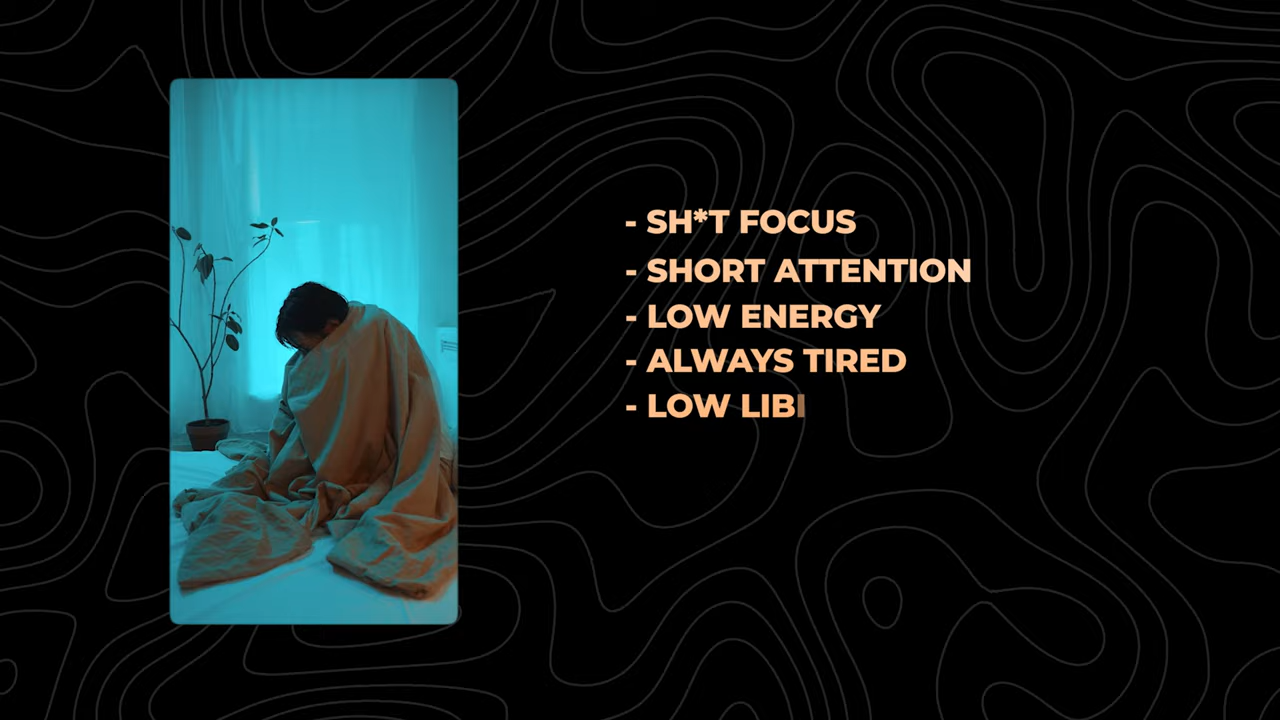 - SH*T FOCUS
- SHORT ATTENTION
- LOW ENERGY
- ALWAYS TIRED
- LOW LIBI